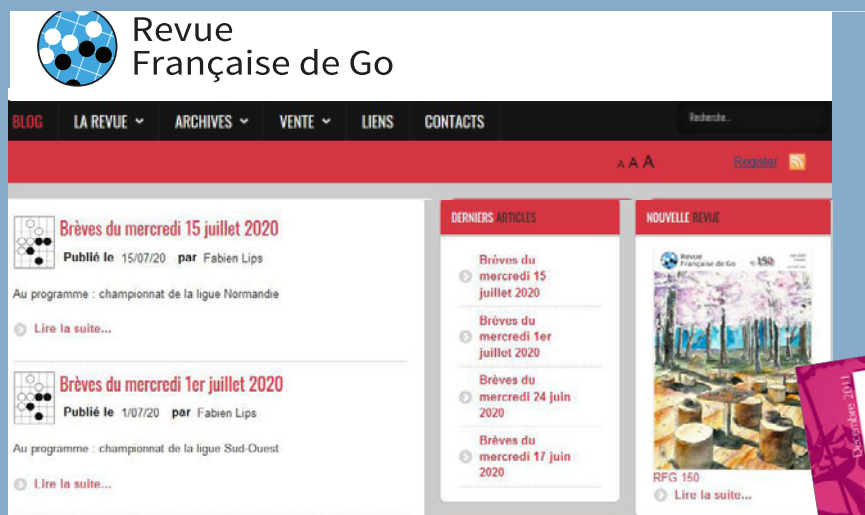 Revue
Française de Go
BLOG LA REVUE ARCHIVES VENTE LIENS CONTACTS Recherche...
A A A Register
Brèves du mercredi 15 juillet 2020
Publié le 15/07/20 par Fabien Lips
Au programme : championnat de la ligue Normandie
Lire la suite...
Brèves du mercredi 1er juillet 2020
Publié le 1/07/20 par Fabien Lips
Au programme : championnat de la ligue Sud-Ouest
Lire la suite...
DERNIERS ARTICLES
Brèves du
mercredi 15
juillet 2020
Brèves du
mercredi 1er
juillet 2020
Brèves du
mercredi 24 juin
2020
Brèves du
mercredi 17 juin
2020
NOUVELLE REVUE
Revue
Française de Go
150
RFG 150
Lire la suite...
Décembre 2011